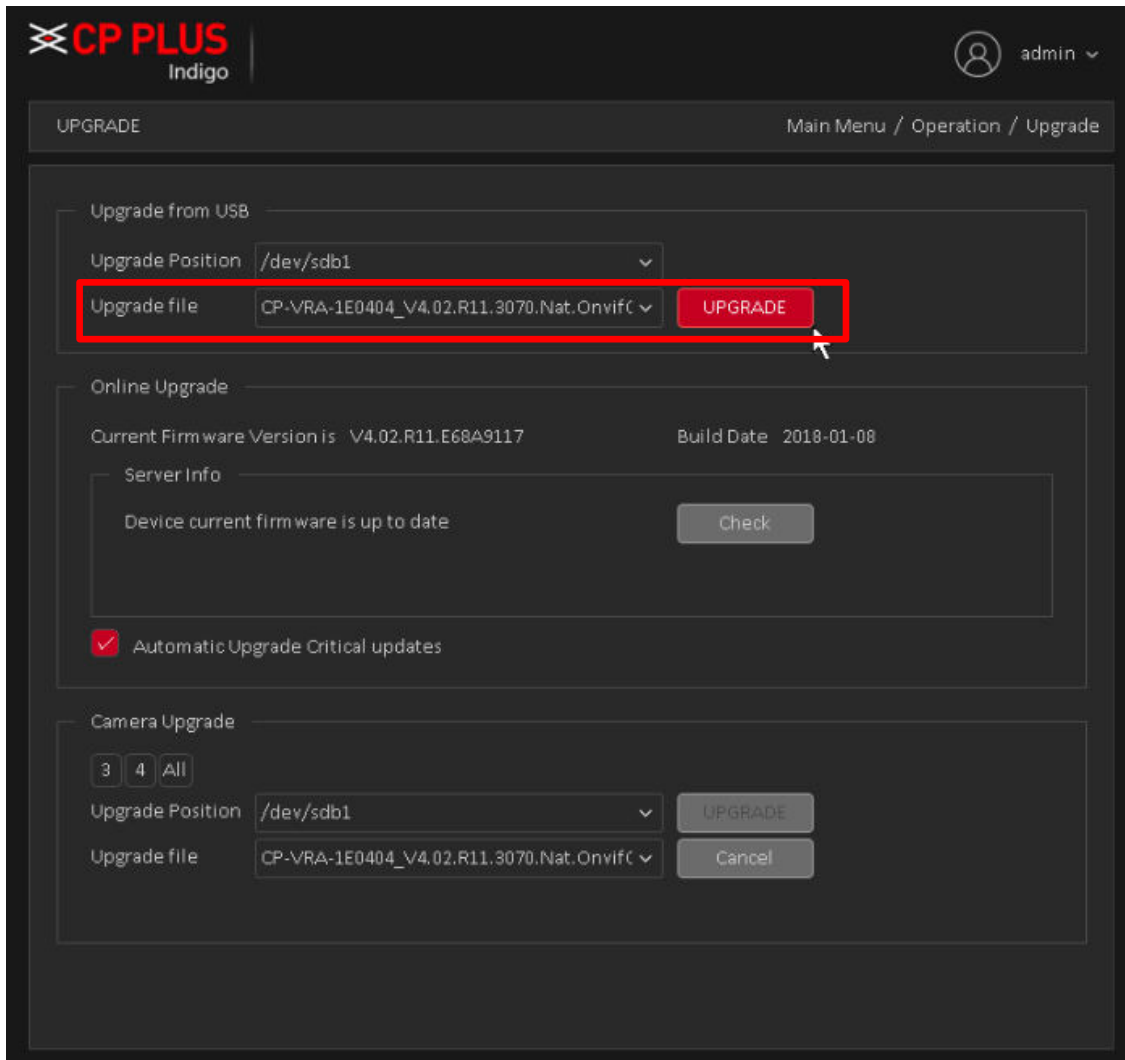 CP PLUS
Indigo
admin
UPGRADE
Main Menu / Operation / Upgrade
Upgrade from USB
Upgrade Position /dev/sdb1
Upgrade file CP-VRA-1E0404_V4.02.R11.3070.Nat.Onvif UPGRADE
Online Upgrade
Current Firmware Version is V4.02.R11.E68A9117 Build Date 2018-01-08
Server Info
Device current firmware is up to date Check
Automatic Upgrade Critical updates
Camera Upgrade
3 4 All
Upgrade Position /dev/sdb1 UPGRADE
Upgrade file CP-VRA-1E0404_V4.02.R11.3070.Nat.Onvif Cancel